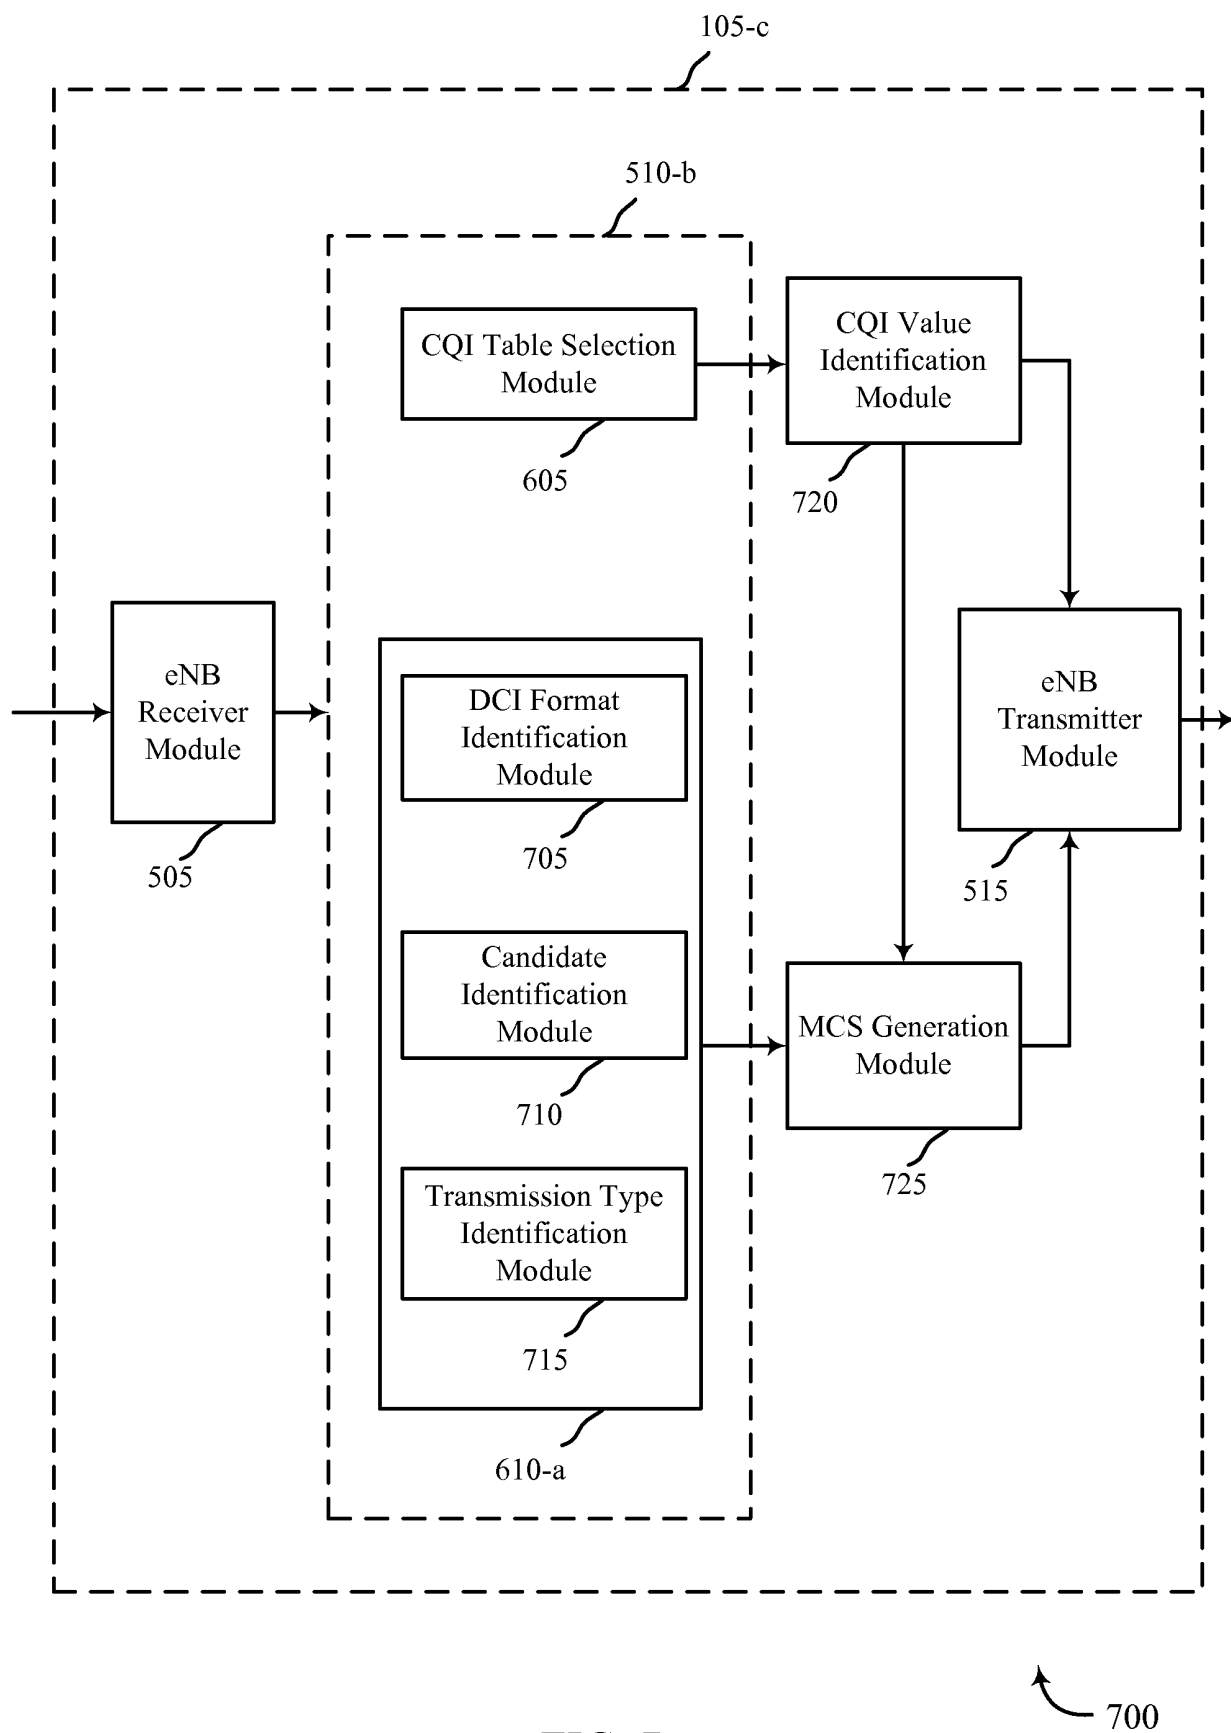 105-c
510-b
CQI Table Selection
Module
605
CQI Value
Identification
Module
720
eNB
Receiver
Module
505
DCI Format
Identification
Module
705
eNB
Transmitter
Module
515
Candidate
Identification
Module
710
MCS Generation
Module
725
Transmission Type
Identification
Module
715
610-a
700